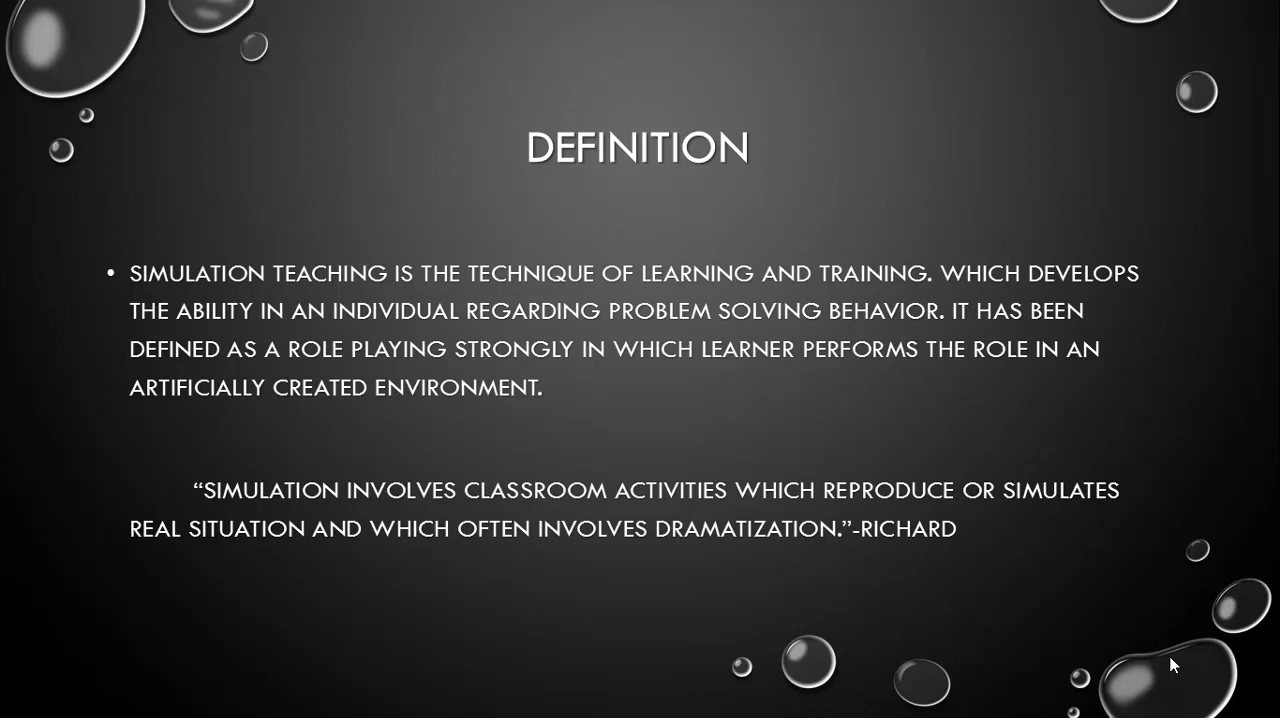 DEFINITION
• SIMULATION TEACHING IS THE TECHNIQUE OF LEARNING AND TRAINING. WHICH DEVELOPS
THE ABILITY IN AN INDIVIDUAL REGARDING PROBLEM SOLVING BEHAVIOR. IT HAS BEEN
DEFINED AS A ROLE PLAYING STRONGLY IN WHICH LEARNER PERFORMS THE ROLE IN AN
ARTIFICIALLY CREATED ENVIRONMENT.
“SIMULATION INVOLVES CLASSROOM ACTIVITIES WHICH REPRODUCE OR SIMULATES
REAL SITUATION AND WHICH OFTEN INVOLVES DRAMATIZATION.”-RICHARD